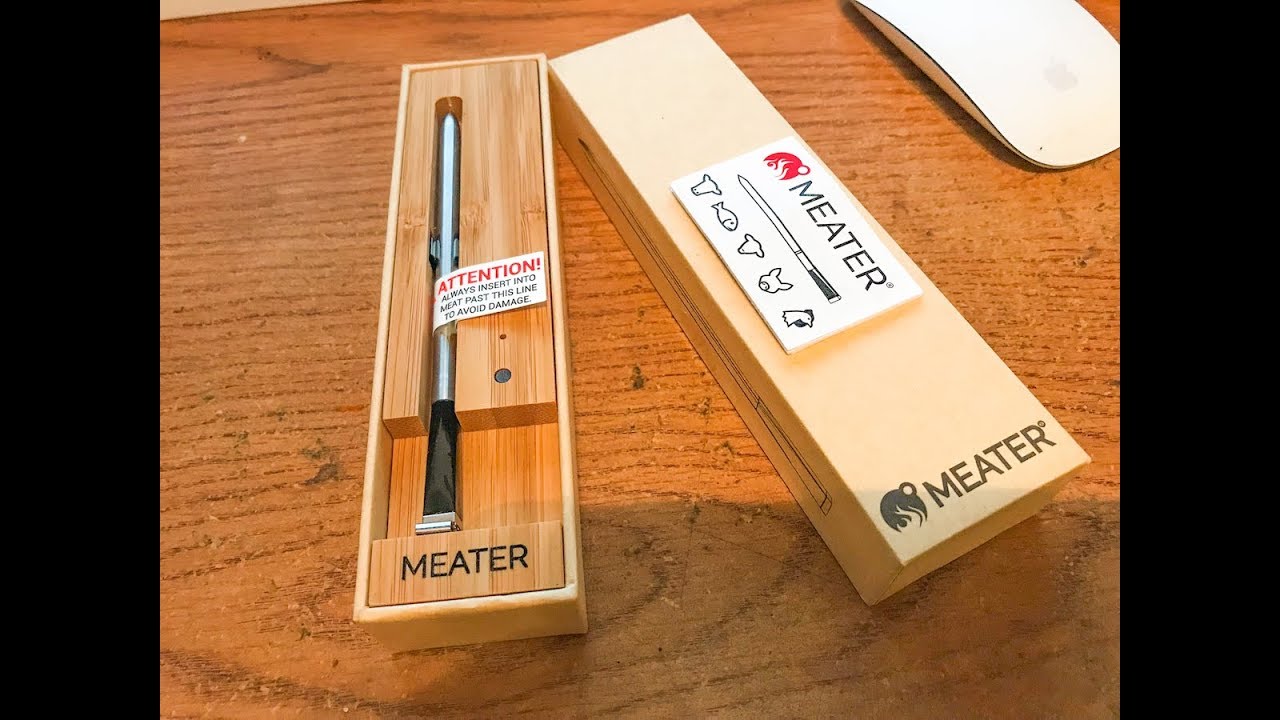 ATTENTION!
ALWAYS INSERT INTO
MEAT PAST THIS LINE
TO AVOID DAMAGE.
MEATER
MEATER®
MEATER®